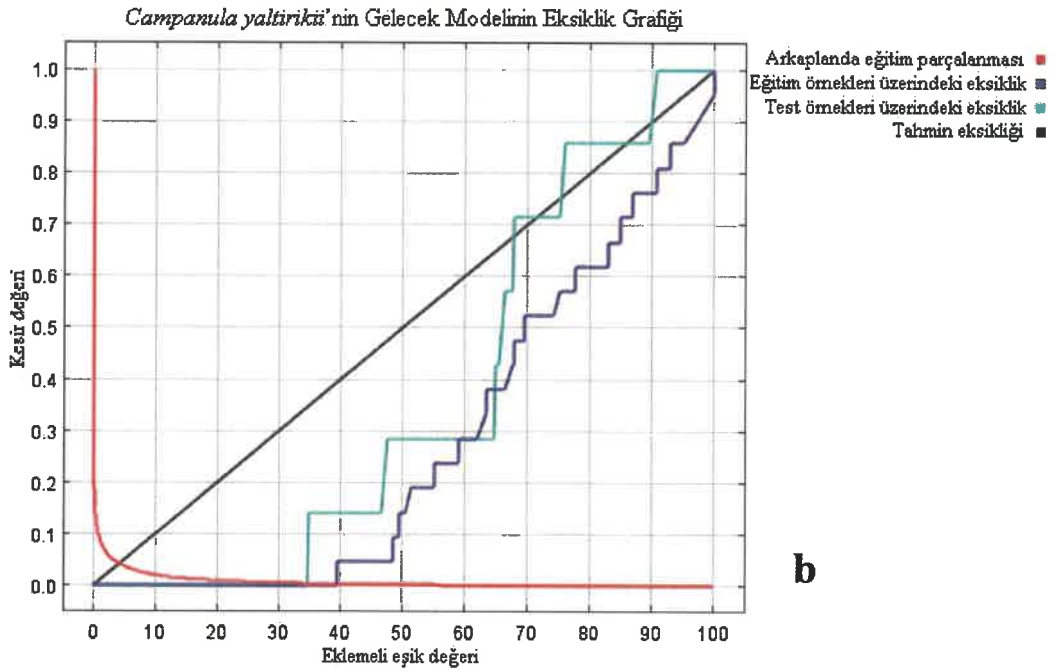 Campanula yaltirikii'nin Gelecek Modelinin Eksiklik Grafiği
Arkaplanda eğitim parçalanması
Eğitim örnekleri üzerindeki eksiklik
Test örnekleri üzerindeki eksiklik
Tahmin eksikliği
Kesir değeri
1.0
0.9
0.8
0.7
0.6
0.5
0.4
0.3
0.2
0.1
0.0
0 10 20 30 40 50 60 70 80 90 100
Eklemeli eşik değeri
b